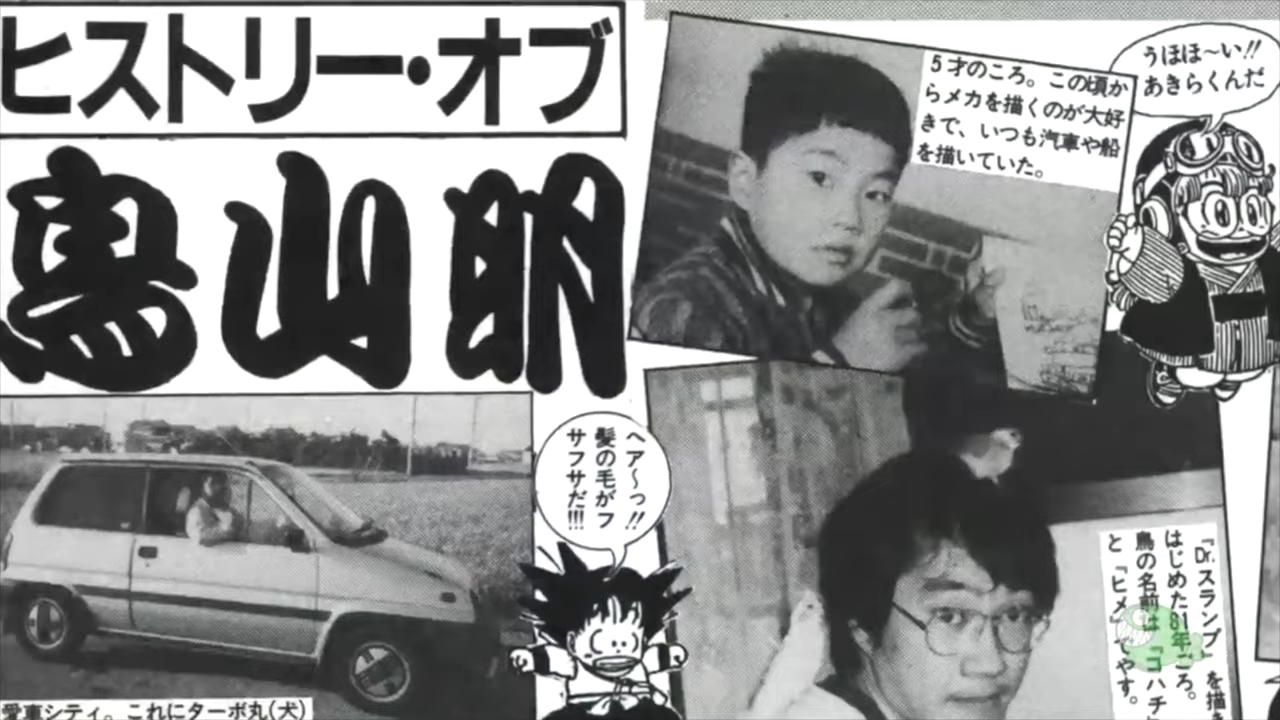 ヒストリー・オブ
鳥山明
5才のころ。この頃か
らメカを描くのが大好
きで、いつも汽車や船
を描いていた。
うほほ〜い!!
あきらくんだ
ヘア〜っ!!
髪の毛がフ
サフサだ!!!
『Dr.スランプ』を描き
はじめた81年ごろ。
鳥の名前は『コハチ
と『ヒメ』でやす。
愛車シティ。これにターボ丸(犬)